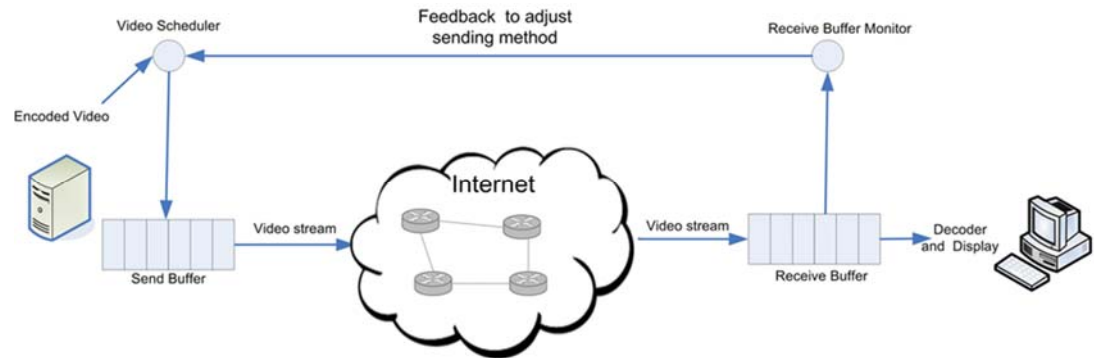 Video Scheduler
Feedback to adjust
sending method
Receive Buffer Monitor
Encoded Video
Internet
Video stream
Send Buffer
Video stream
Receive Buffer
Decoder
and Display